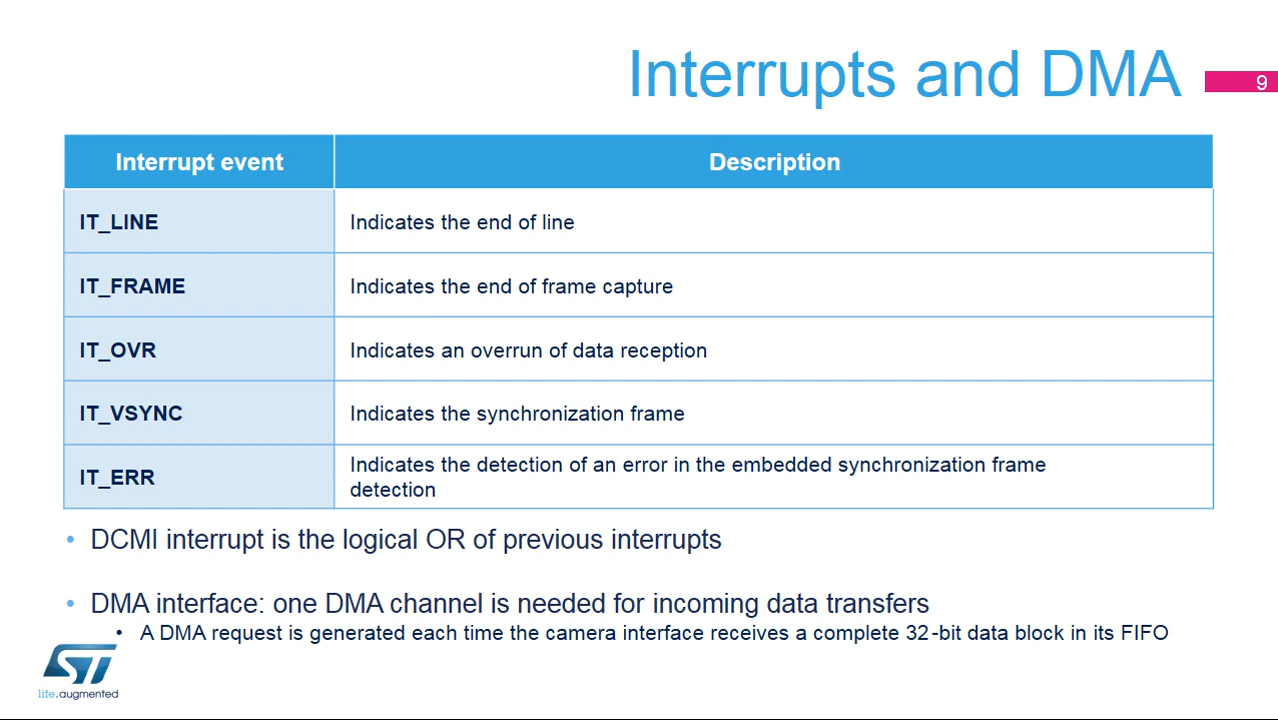 Interrupts and DMA
9
Interrupt event Description
IT_LINE Indicates the end of line
IT_FRAME Indicates the end of frame capture
IT_OVR Indicates an overrun of data reception
IT_VSYNC Indicates the synchronization frame
IT_ERR Indicates the detection of an error in the embedded synchronization frame
detection
• DCMI interrupt is the logical OR of previous interrupts
• DMA interface: one DMA channel is needed for incoming data transfers
• A DMA request is generated each time the camera interface receives a complete 32-bit data block in its FIFO
ST
life.augmented